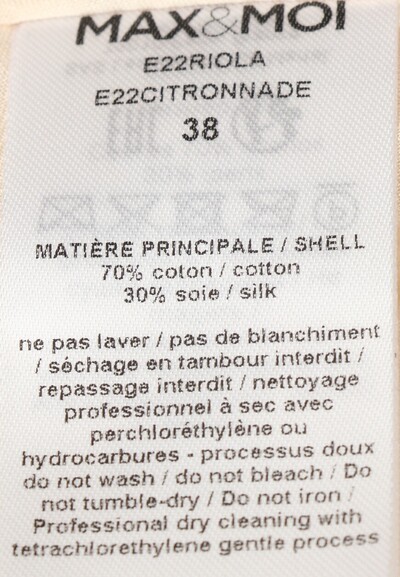 MAX&MOI
E22RIOLA
E22CITRONNADE
38
MATIÈRE PRINCIPALE / SHELL
70% coton / cotton
30% soie / silk
ne pas laver / pas de blanchiment
/ séchage en tambour interdit /
repassage interdit / nettoyage
professionnel à sec avec
perchloréthylène ou
hydrocarbures - processus doux
do not wash / do not bleach / Do
not tumble-dry / Do not iron /
Professional dry cleaning with
tetrachlorethylene gentle process